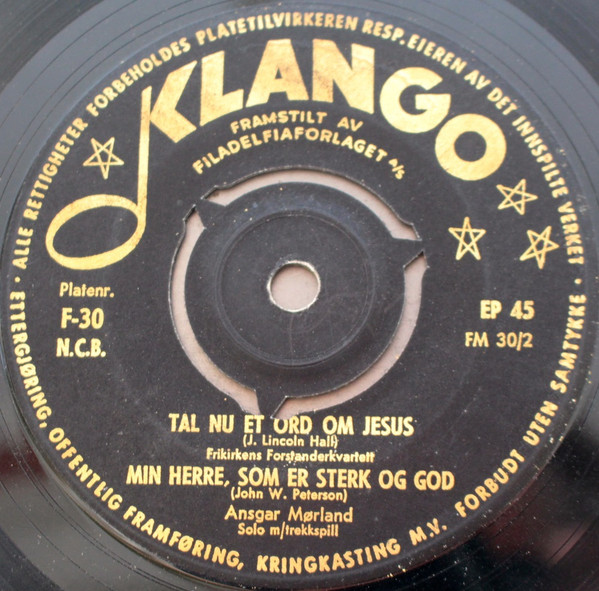 ALLE RETTIGHETER FORBEHOLDES PLATETILVIRKEREN RESP. EIEREN AV DET INNSPILTE VERKET
KLANGO
FRAMSTILT AV
FILADELFIAFORLAGET A/S
Platenr.
F-30
N.C.B.
EP 45
FM 30/2
TAL NU ET ORD OM JESUS
(J. Lincoln Hall)
Frikirkens Forstanderkvartett
MIN HERRE, SOM ER STERK OG GOD
(John W. Peterson)
Ansgar Mørland
Solo m/trekkspill
ETTERGJØRING, OFFENTLIG FRAMFØRING, KRINGKASTING M.V. FORBUDT UTEN SAMTYKKE